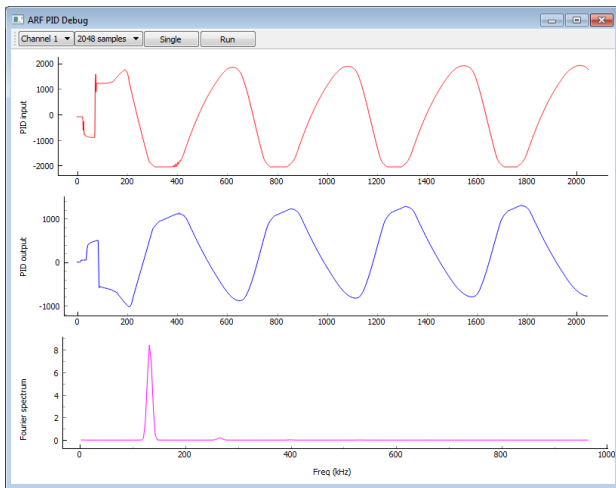 ARF PID Debug
Channel 1 2048 samples Single Run
PID input
2000
1000
0
-1000
-2000
0 200 400 600 800 1000 1200 1400 1600 1800 2000
PID output
1000
0
-1000
0 200 400 600 800 1000 1200 1400 1600 1800 2000
Fourier spectrum
8
6
4
2
0
0 200 400 600 800 1000
Freq (kHz)